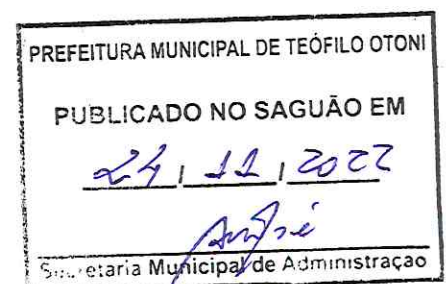 PREFEITURA MUNICIPAL DE TEÓFILO OTONI
PUBLICADO NO SAGUÃO EM
24 / 11 / 2022
Secretaria Municipal de Administração